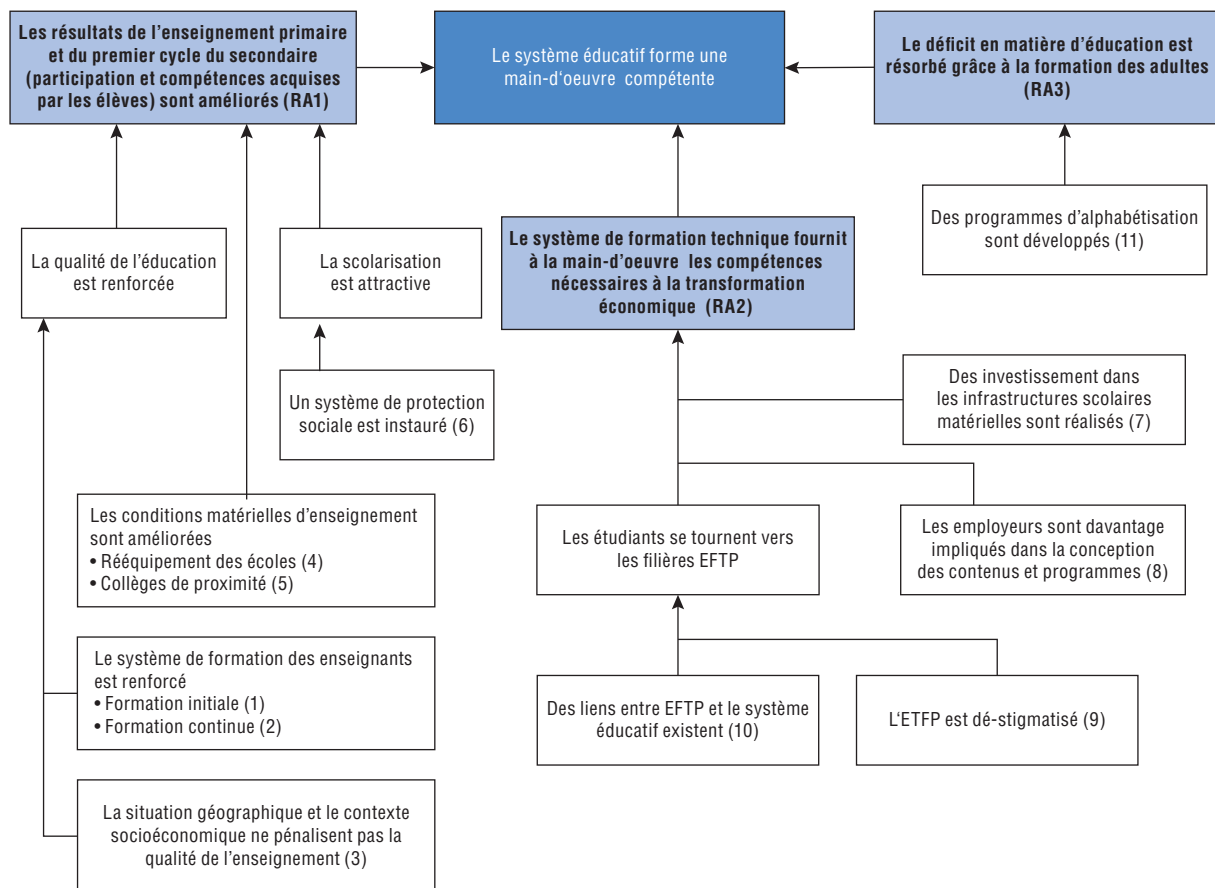 Les résultats de l’enseignement primaire
et du premier cycle du secondaire
(participation et compétences acquises
par les élèves) sont améliorés (RA1)
Le système éducatif forme une
main-d‘oeuvre compétente
Le déficit en matière d’éducation est
résorbé grâce à la formation des adultes
(RA3)
La qualité de l’éducation
est renforcée
La scolarisation
est attractive
Le système de formation technique fournit
à la main-d’oeuvre les compétences
nécessaires à la transformation
économique (RA2)
Des programmes d’alphabétisation
sont développés (11)
Un système de protection
sociale est instauré (6)
Des investissement dans
les infrastructures scolaires
matérielles sont réalisés (7)
Les conditions matérielles d’enseignement
sont améliorées
• Rééquipement des écoles (4)
• Collèges de proximité (5)
Les étudiants se tournent vers
les filières EFTP
Les employeurs sont davantage
impliqués dans la conception
des contenus et programmes (8)
Le système de formation des enseignants
est renforcé
• Formation initiale (1)
• Formation continue (2)
Des liens entre EFTP et le système
éducatif existent (10)
L‘ETFP est dé-stigmatisé (9)
La situation géographique et le contexte
socioéconomique ne pénalisent pas la
qualité de l’enseignement (3)